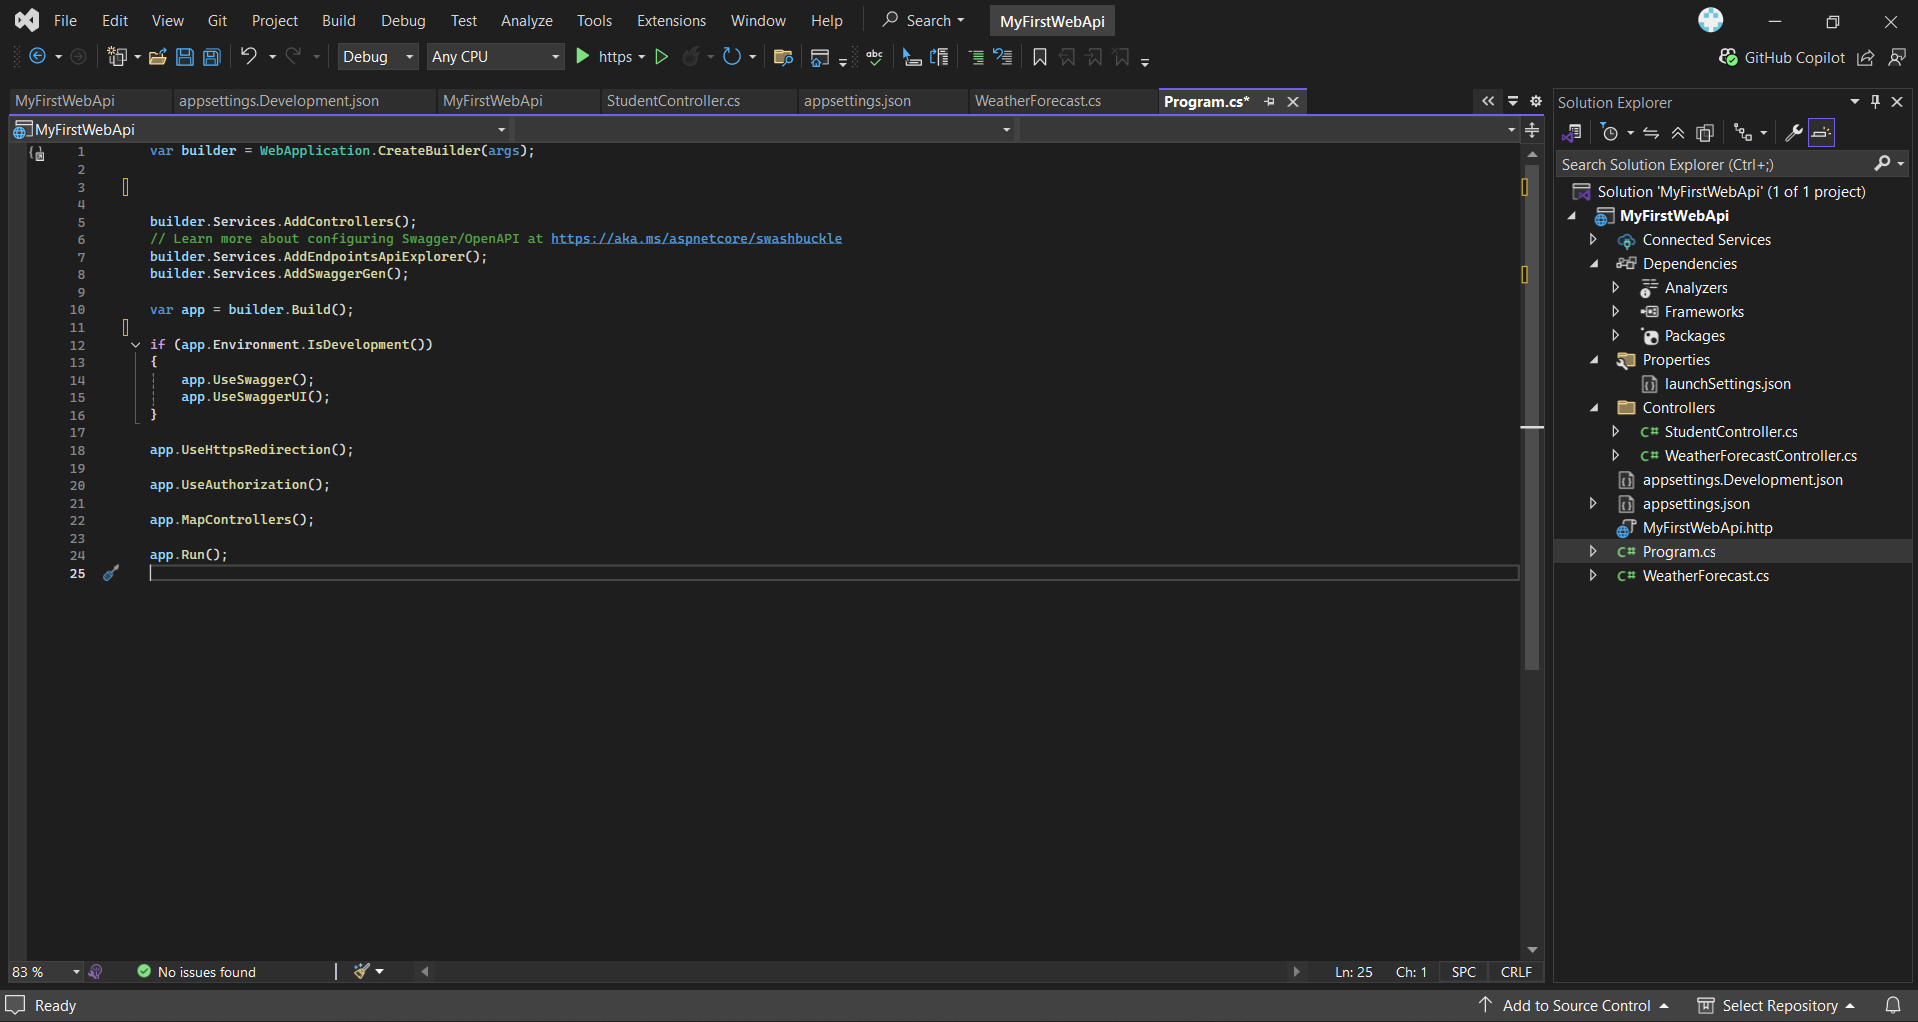 File Edit View Git Project Build Debug Test Analyze Tools Extensions Window Help Search MyFirstWebApi
Debug Any CPU https abc GitHub Copilot
MyFirstWebApi appsettings.Development.json MyFirstWebApi StudentController.cs appsettings.json WeatherForecast.cs Program.cs*
MyFirstWebApi
1 var builder = WebApplication.CreateBuilder(args);
2
3
4
5 builder.Services.AddControllers();
6 // Learn more about configuring Swagger/OpenAPI at https://aka.ms/aspnetcore/swashbuckle
7 builder.Services.AddEndpointsApiExplorer();
8 builder.Services.AddSwaggerGen();
9
10 var app = builder.Build();
11
12 if (app.Environment.IsDevelopment())
13 {
14 app.UseSwagger();
15 app.UseSwaggerUI();
16 }
17
18 app.UseHttpsRedirection();
19
20 app.UseAuthorization();
21
22 app.MapControllers();
23
24 app.Run();
25
83 % No issues found Ln: 25 Ch: 1 SPC CRLF
Solution Explorer
Search Solution Explorer (Ctrl+;)
Solution 'MyFirstWebApi' (1 of 1 project)
MyFirstWebApi
Connected Services
Dependencies
Analyzers
Frameworks
Packages
Properties
launchSettings.json
Controllers
C# StudentController.cs
C# WeatherForecastController.cs
appsettings.Development.json
appsettings.json
MyFirstWebApi.http
C# Program.cs
C# WeatherForecast.cs
Ready Add to Source Control Select Repository